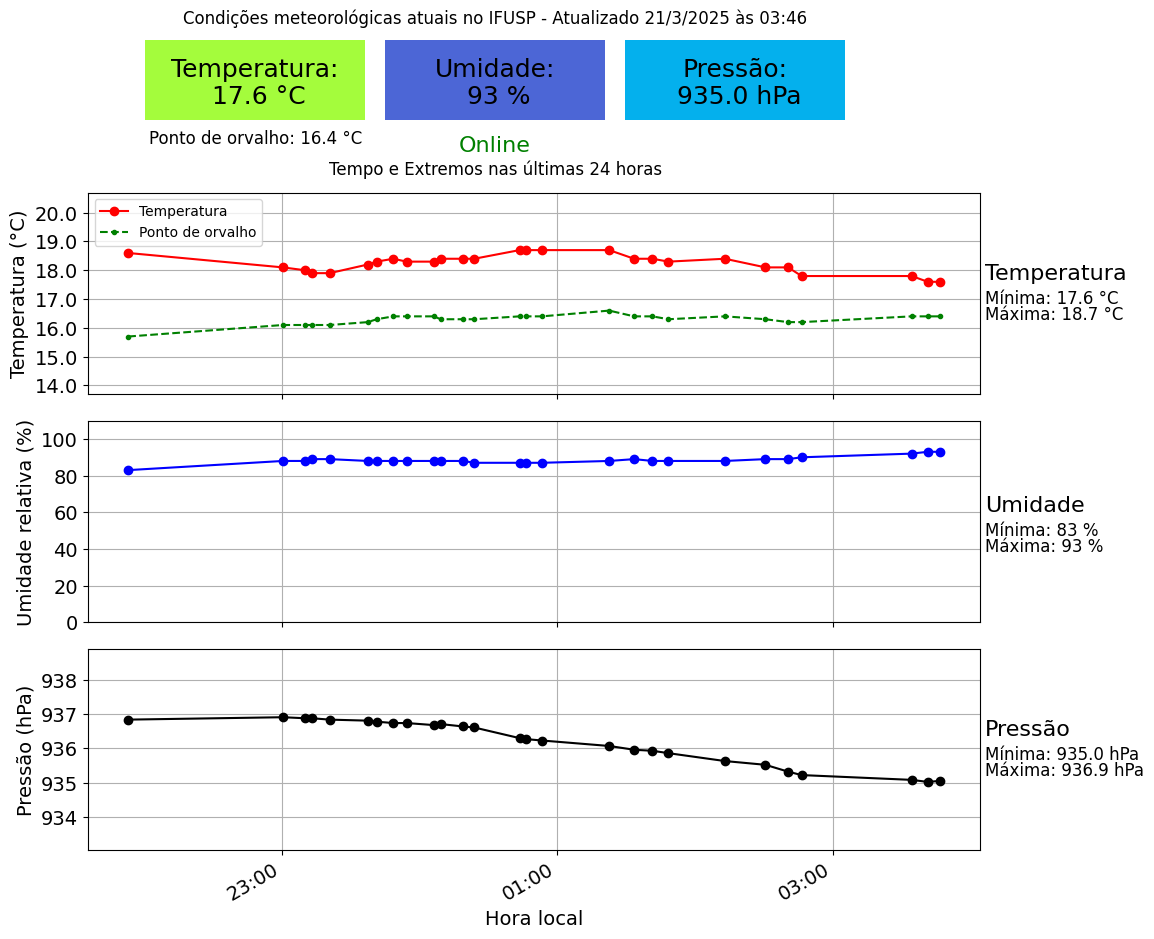 Condições meteorológicas atuais no IFUSP - Atualizado 21/3/2025 às 03:46
Temperatura:
17.6 °C
Umidade:
93 %
Pressão:
935.0 hPa
Ponto de orvalho: 16.4 °C
Online
Tempo e Extremos nas últimas 24 horas
Temperatura (°C)
20.0
19.0
18.0
17.0
16.0
15.0
14.0
Temperatura
Ponto de orvalho
Temperatura
Mínima: 17.6 °C
Máxima: 18.7 °C
Umidade relativa (%)
100
80
60
40
20
0
Umidade
Mínima: 83 %
Máxima: 93 %
Pressão (hPa)
938
937
936
935
934
Pressão
Mínima: 935.0 hPa
Máxima: 936.9 hPa
23:00
01:00
03:00
Hora local